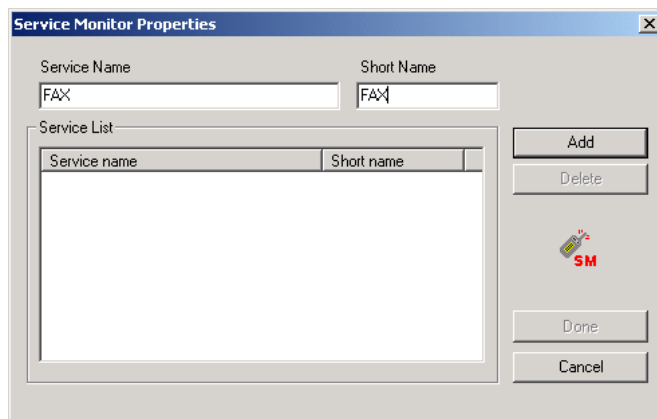 Service Monitor Properties
Service Name
Short Name
FAX
FAX
Service List
Service name
Short name
Add
Delete
SM
Done
Cancel